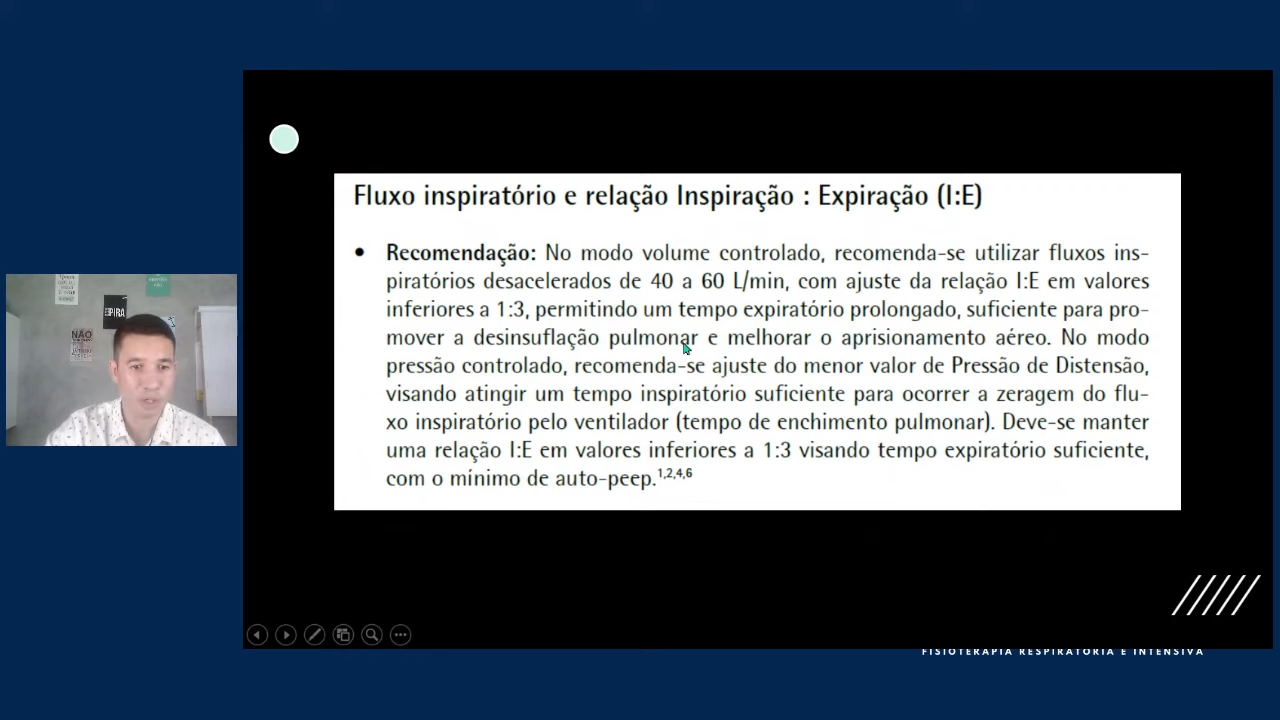 Fluxo inspiratório e relação Inspiração : Expiração (I:E)
• Recomendação: No modo volume controlado, recomenda-se utilizar fluxos ins-
piratórios desacelerados de 40 a 60 L/min, com ajuste da relação I:E em valores
inferiores a 1:3, permitindo um tempo expiratório prolongado, suficiente para pro-
mover a desinsuflação pulmonar e melhorar o aprisionamento aéreo. No modo
pressão controlado, recomenda-se ajuste do menor valor de Pressão de Distensão,
visando atingir um tempo inspiratório suficiente para ocorrer a zeragem do flu-
xo inspiratório pelo ventilador (tempo de enchimento pulmonar). Deve-se manter
uma relação I:E em valores inferiores a 1:3 visando tempo expiratório suficiente,
com o mínimo de auto-peep.1,2,4,6
ESPIRA
NÃO
FISIOTERAPIA RESPIRATÓRIA E INTENSIVA